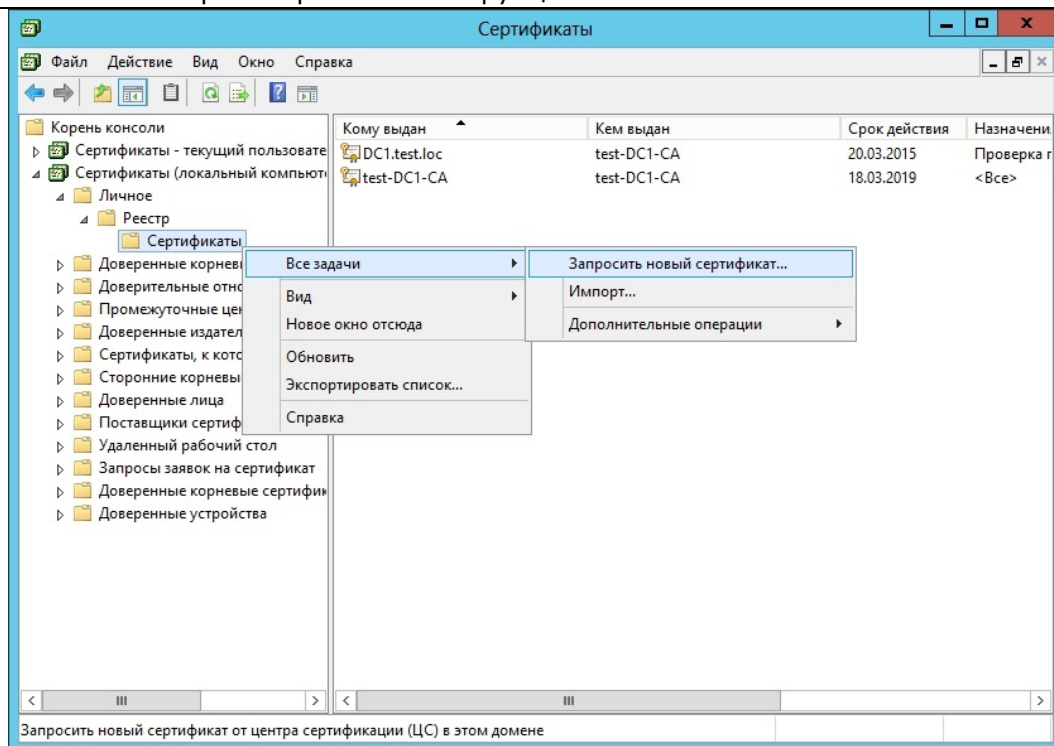 Сертификаты
Файл Действие Вид Окно Справка
Корень консоли
Сертификаты - текущий пользовате
Сертификаты (локальный компьют
Личное
Реестр
Сертификаты
Доверенные корнев
Доверительные отно
Промежуточные цен
Доверенные издател
Сертификаты, к кото
Сторонние корневы
Доверенные лица
Поставщики сертиф
Удаленный рабочий стол
Запросы заявок на сертификат
Доверенные корневые сертифик
Доверенные устройства
Кому выдан Кем выдан Срок действия Назначени
DC1.test.loc test-DC1-CA 20.03.2015 Проверка г
test-DC1-CA test-DC1-CA 18.03.2019 <Все>
Все задачи
Вид
Новое окно отсюда
Обновить
Экспортировать список...
Справка
Запросить новый сертификат...
Импорт...
Дополнительные операции
Запросить новый сертификат от центра сертификации (ЦС) в этом домене